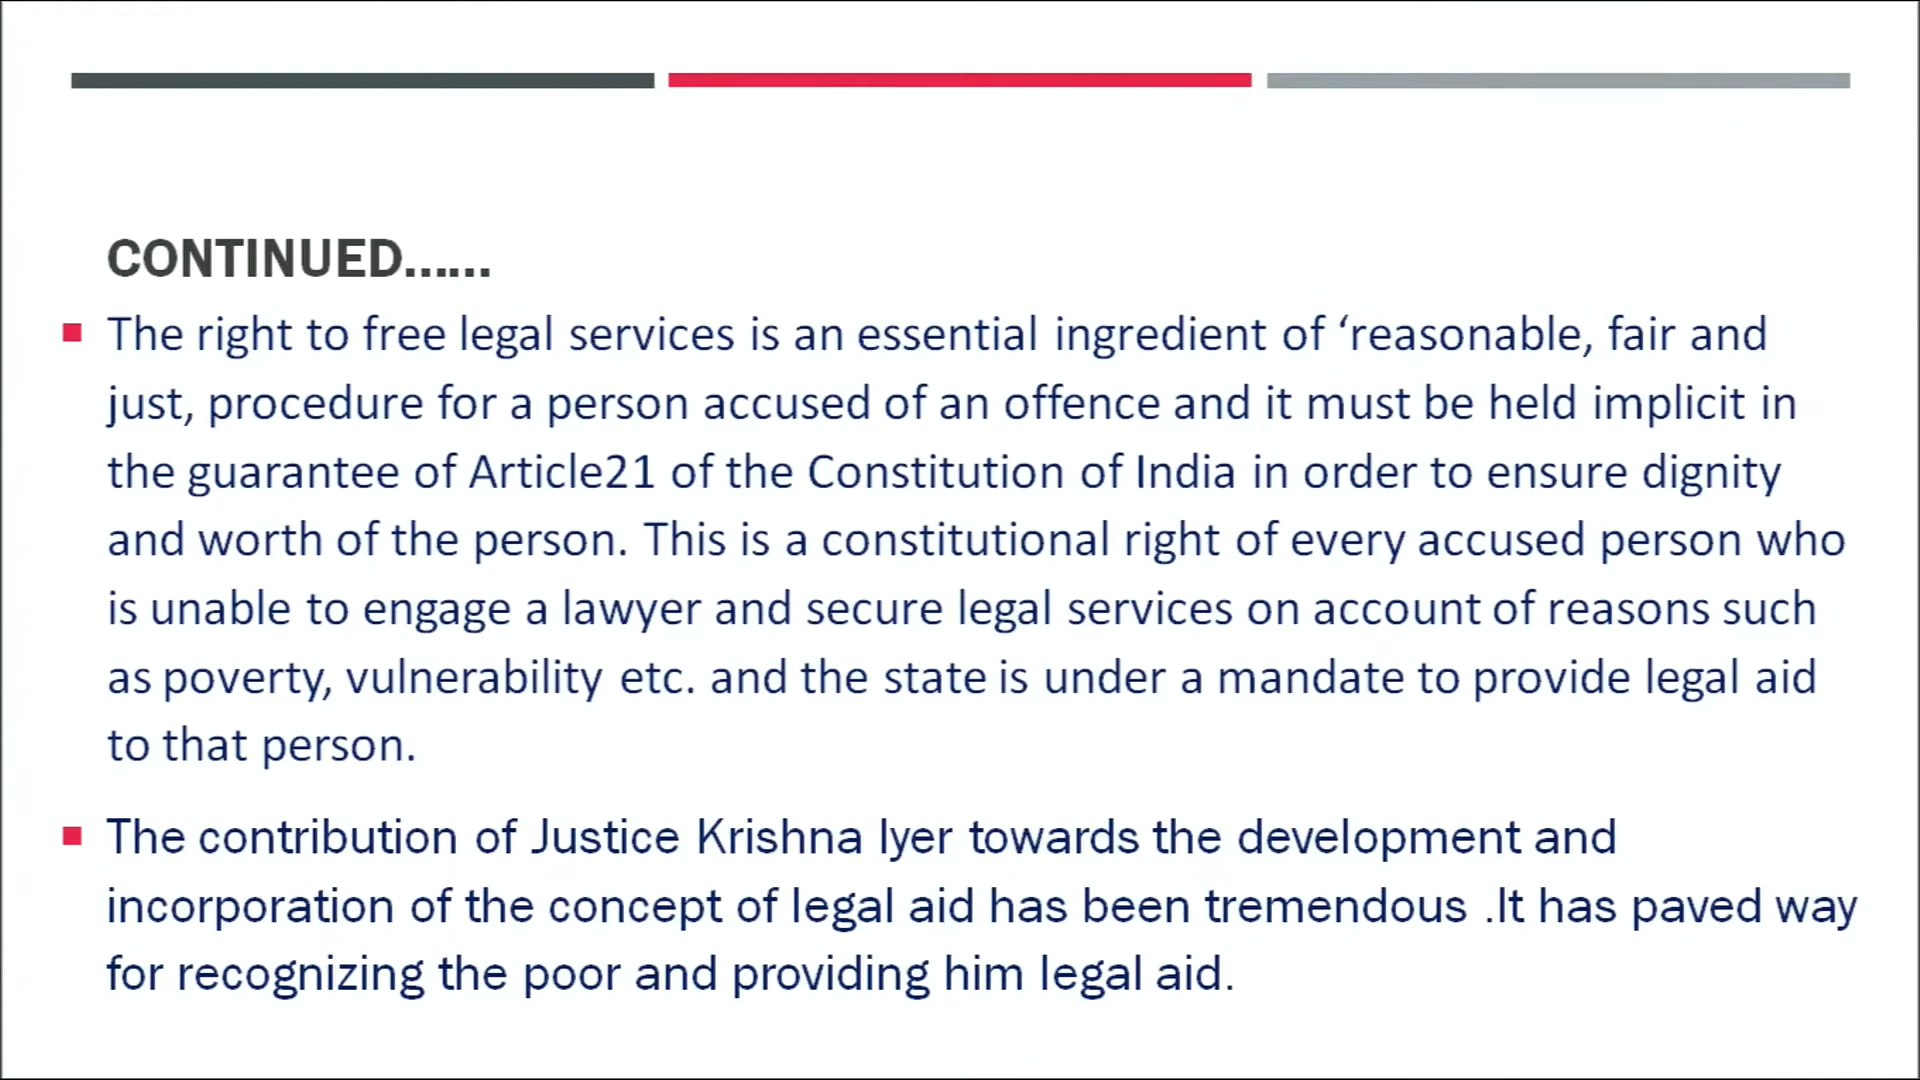 CONTINUED......
The right to free legal services is an essential ingredient of ‘reasonable, fair and
just, procedure for a person accused of an offence and it must be held implicit in
the guarantee of Article21 of the Constitution of India in order to ensure dignity
and worth of the person. This is a constitutional right of every accused person who
is unable to engage a lawyer and secure legal services on account of reasons such
as poverty, vulnerability etc. and the state is under a mandate to provide legal aid
to that person.
The contribution of Justice Krishna Iyer towards the development and
incorporation of the concept of legal aid has been tremendous .It has paved way
for recognizing the poor and providing him legal aid.